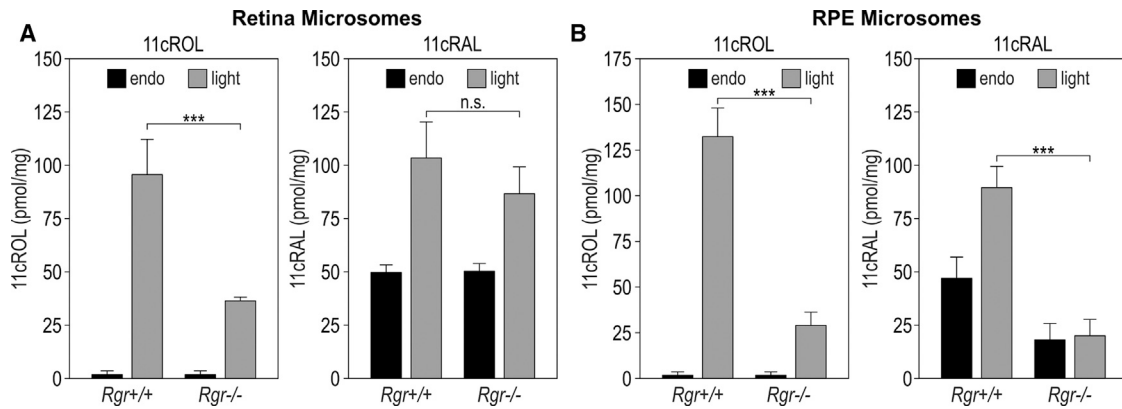 Retina Microsomes
RPE Microsomes
A
B
11cROL
endo
light
***
150
125
100
75
50
25
0
11cROL (pmol/mg)
Rgr+/+
Rgr-/-
11cRAL
endo
light
n.s.
150
125
100
75
50
25
0
11cRAL (pmol/mg)
Rgr+/+
Rgr-/-
11cROL
endo
light
***
175
150
125
100
75
50
25
0
11cROL (pmol/mg)
Rgr+/+
Rgr-/-
11cRAL
endo
light
***
150
125
100
75
50
25
0
11cRAL (pmol/mg)
Rgr+/+
Rgr-/-